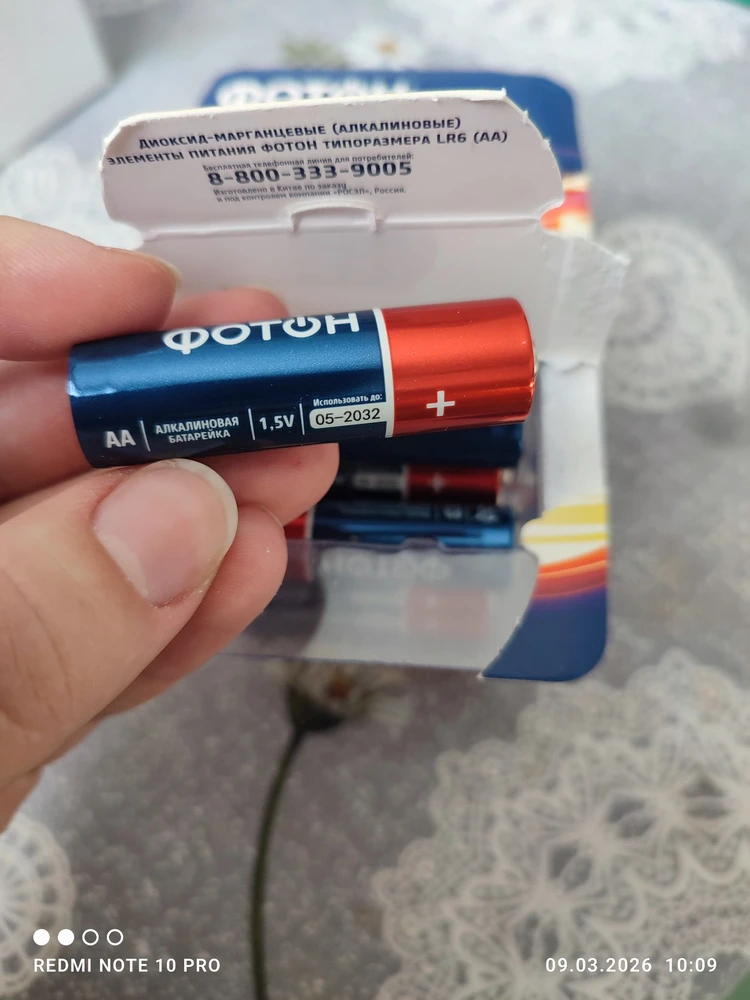 ФОТОН
Диоксид-марганцевые (алкалиновые)
элементы питания ФОТОН типоразмера LR6 (AA)
Бесплатная телефонная линия для потребителей:
8-800-333-9005
Изготовлено в Китае по заказу
и под контролем компании «РОСЭЛ», Россия.
ФОТОН
AA
АЛКАЛИНОВАЯ
БАТАРЕЙКА
1,5V
Использовать до:
05-2032
+
+
ФОТОН
REDMI NOTE 10 PRO
09.03.2026 10:09